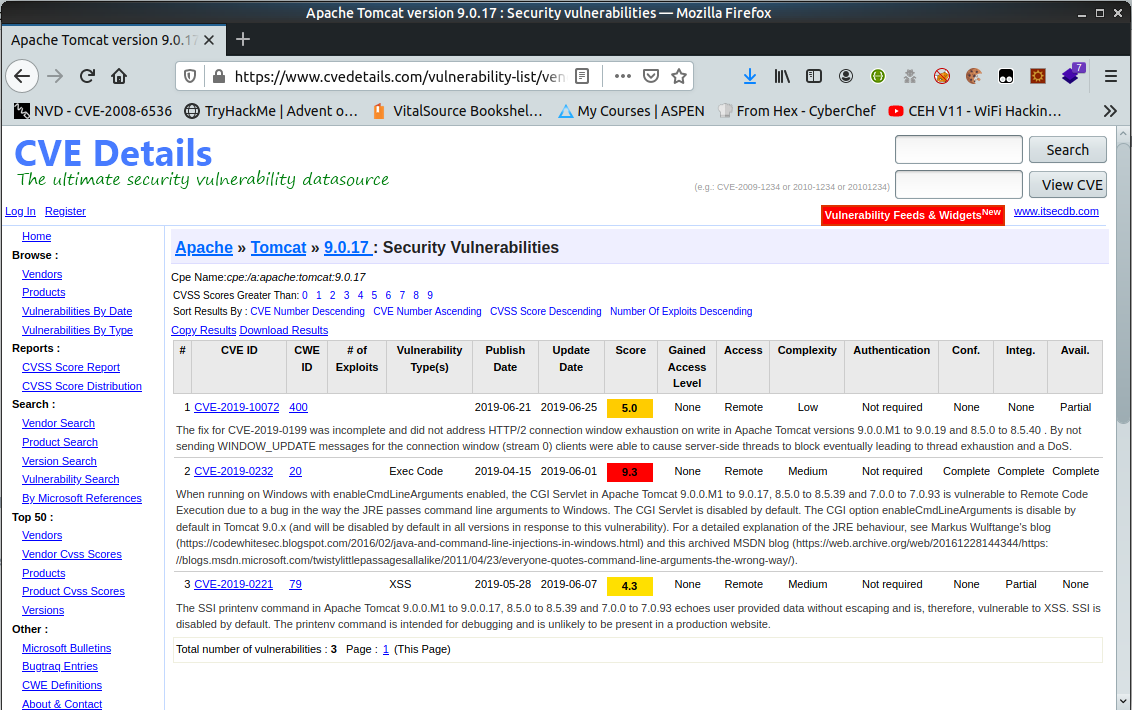 Apache Tomcat version 9.0.17 : Security vulnerabilities — Mozilla Firefox
Apache Tomcat version 9.0.17
https://www.cvedetails.com/vulnerability-list/ven
7
NVD - CVE-2008-6536 TryHackMe | Advent o… VitalSource Bookshel… My Courses | ASPEN From Hex - CyberChef CEH V11 - WiFi Hackin…
CVE Details
The ultimate security vulnerability datasource
Search
(e.g.: CVE-2009-1234 or 2010-1234 or 20101234)
View CVE
Log In Register
Vulnerability Feeds & Widgets New www.itsecdb.com
Home
Browse :
Vendors
Products
Vulnerabilities By Date
Vulnerabilities By Type
Reports :
CVSS Score Report
CVSS Score Distribution
Search :
Vendor Search
Product Search
Version Search
Vulnerability Search
By Microsoft References
Top 50 :
Vendors
Vendor Cvss Scores
Products
Product Cvss Scores
Versions
Other :
Microsoft Bulletins
Bugtraq Entries
CWE Definitions
About & Contact
Apache » Tomcat » 9.0.17 : Security Vulnerabilities
Cpe Name:cpe:/a:apache:tomcat:9.0.17
CVSS Scores Greater Than: 0 1 2 3 4 5 6 7 8 9
Sort Results By : CVE Number Descending CVE Number Ascending CVSS Score Descending Number Of Exploits Descending
Copy Results Download Results
# CVE ID CWE ID # of Exploits Vulnerability Type(s) Publish Date Update Date Score Gained Access Level Access Complexity Authentication Conf. Integ. Avail.
1 CVE-2019-10072 400 2019-06-21 2019-06-25 5.0 None Remote Low Not required None None Partial
The fix for CVE-2019-0199 was incomplete and did not address HTTP/2 connection window exhaustion on write in Apache Tomcat versions 9.0.0.M1 to 9.0.19 and 8.5.0 to 8.5.40 . By not
sending WINDOW_UPDATE messages for the connection window (stream 0) clients were able to cause server-side threads to block eventually leading to thread exhaustion and a DoS.
2 CVE-2019-0232 20 Exec Code 2019-04-15 2019-06-01 9.3 None Remote Medium Not required Complete Complete Complete
When running on Windows with enableCmdLineArguments enabled, the CGI Servlet in Apache Tomcat 9.0.0.M1 to 9.0.17, 8.5.0 to 8.5.39 and 7.0.0 to 7.0.93 is vulnerable to Remote Code
Execution due to a bug in the way the JRE passes command line arguments to Windows. The CGI Servlet is disabled by default. The CGI option enableCmdLineArguments is disable by
default in Tomcat 9.0.x (and will be disabled by default in all versions in response to this vulnerability). For a detailed explanation of the JRE behaviour, see Markus Wulftange's blog
(https://codewhitesec.blogspot.com/2016/02/java-and-command-line-injections-in-windows.html) and this archived MSDN blog (https://web.archive.org/web/20161228144344/https:
//blogs.msdn.microsoft.com/twistylittlepassagesallalike/2011/04/23/everyone-quotes-command-line-arguments-the-wrong-way/).
3 CVE-2019-0221 79 XSS 2019-05-28 2019-06-07 4.3 None Remote Medium Not required None Partial None
The SSI printenv command in Apache Tomcat 9.0.0.M1 to 9.0.0.17, 8.5.0 to 8.5.39 and 7.0.0 to 7.0.93 echoes user provided data without escaping and is, therefore, vulnerable to XSS. SSI is
disabled by default. The printenv command is intended for debugging and is unlikely to be present in a production website.
Total number of vulnerabilities : 3 Page : 1 (This Page)